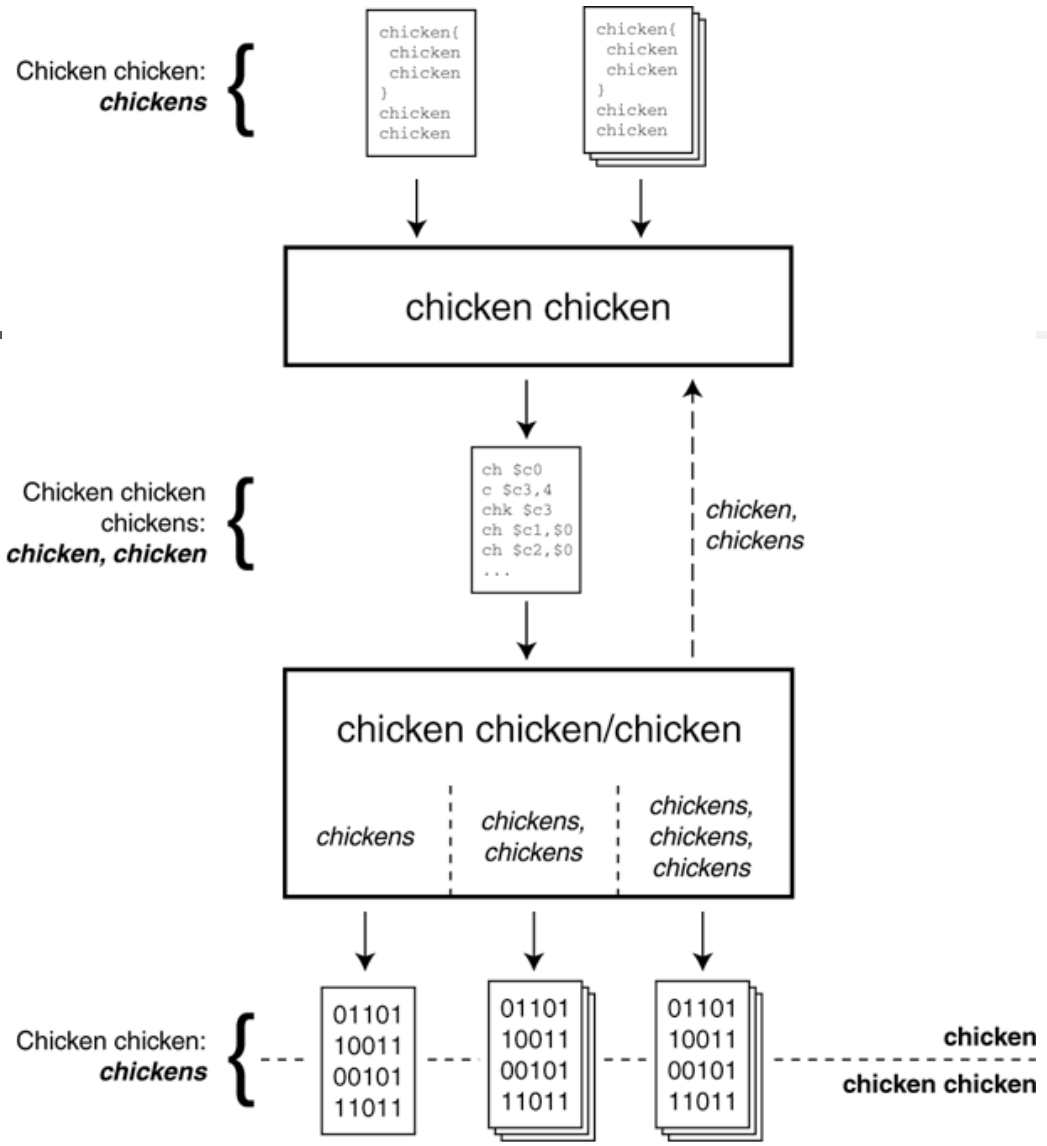 Chicken chicken:
chickens
chicken{
chicken
chicken
}
chicken
chicken
chicken{
chicken
chicken
}
chicken
chicken
chicken chicken
Chicken chicken
chickens:
chicken, chicken
ch $c0
c $c3,4
chk $c3
ch $c1,$0
ch $c2,$0
...
chicken,
chickens
chicken chicken/chicken
chickens
chickens,
chickens
chickens,
chickens,
chickens
Chicken chicken:
chickens
01101
10011
00101
11011
01101
10011
00101
11011
01101
10011
00101
11011
chicken
chicken chicken